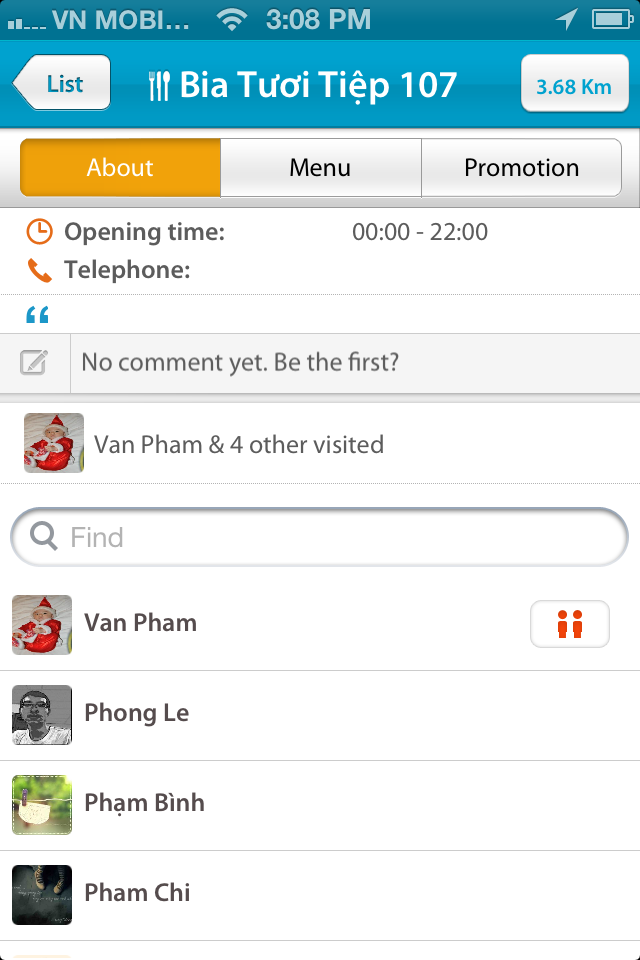 VN MOBI... 3:08 PM
List Bia Tươi Tiệp 107 3.68 Km
About Menu Promotion
Opening time: 00:00 - 22:00
Telephone:
“
No comment yet. Be the first?
Van Pham & 4 other visited
Find
Van Pham
Phong Le
Phạm Bình
Pham Chi